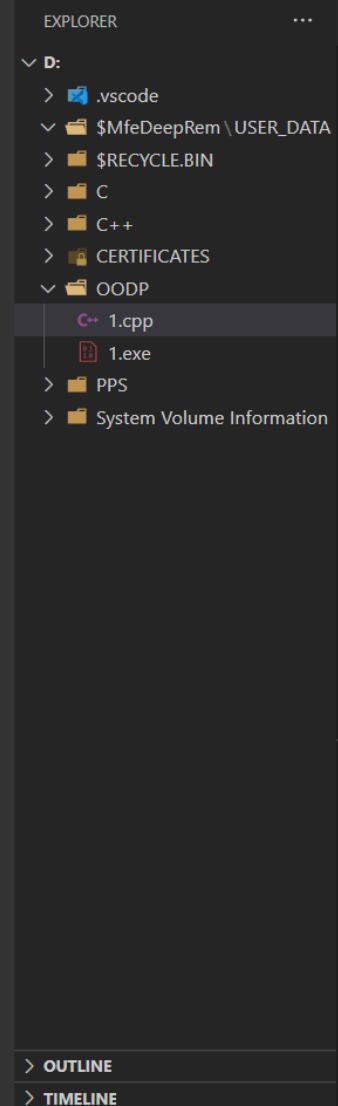 EXPLORER ...
D:
.vscode
$MfeDeepRem\USER_DATA
$RECYCLE.BIN
C
C++
CERTIFICATES
OODP
C++ 1.cpp
1.exe
PPS
System Volume Information
OUTLINE
TIMELINE